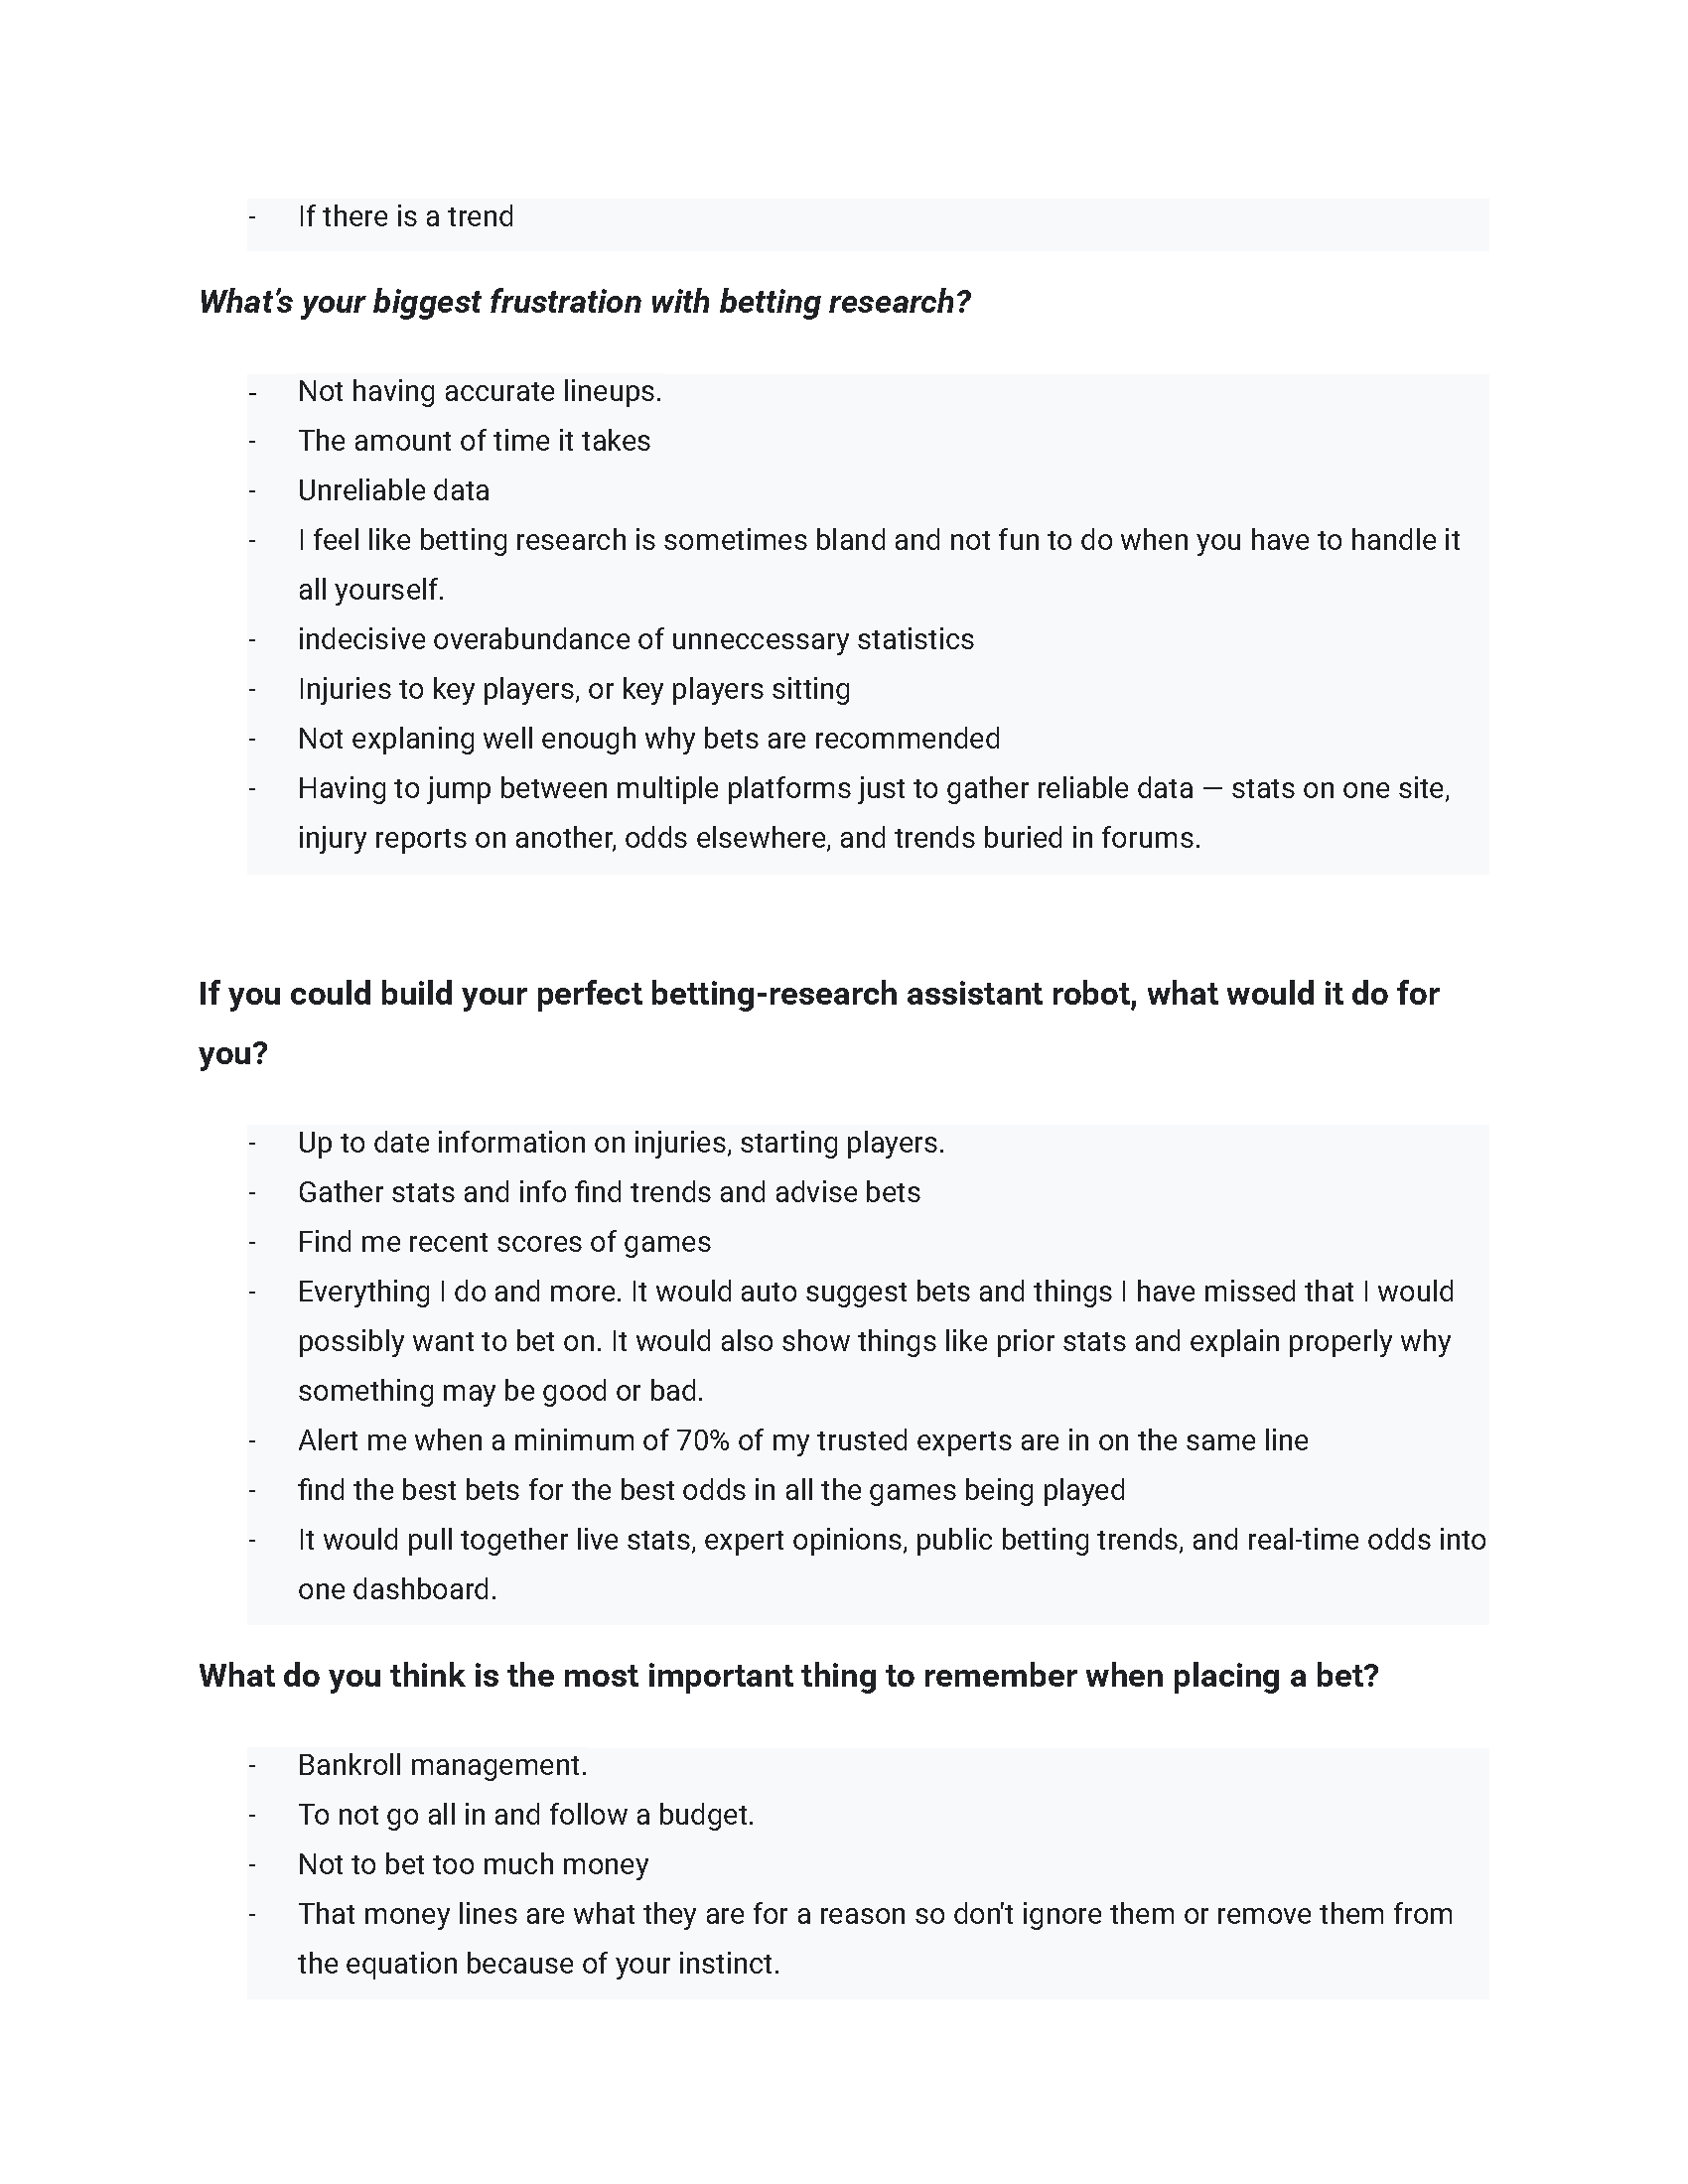 - If there is a trend
What's your biggest frustration with betting research?
- Not having accurate lineups.
- The amount of time it takes
- Unreliable data
- I feel like betting research is sometimes bland and not fun to do when you have to handle it
all yourself.
- indecisive overabundance of unneccessary statistics
- Injuries to key players, or key players sitting
- Not explaning well enough why bets are recommended
- Having to jump between multiple platforms just to gather reliable data — stats on one site,
injury reports on another, odds elsewhere, and trends buried in forums.
If you could build your perfect betting-research assistant robot, what would it do for
you?
- Up to date information on injuries, starting players.
- Gather stats and info find trends and advise bets
- Find me recent scores of games
- Everything I do and more. It would auto suggest bets and things I have missed that I would
possibly want to bet on. It would also show things like prior stats and explain properly why
something may be good or bad.
- Alert me when a minimum of 70% of my trusted experts are in on the same line
- find the best bets for the best odds in all the games being played
- It would pull together live stats, expert opinions, public betting trends, and real-time odds into
one dashboard.
What do you think is the most important thing to remember when placing a bet?
- Bankroll management.
- To not go all in and follow a budget.
- Not to bet too much money
- That money lines are what they are for a reason so don't ignore them or remove them from
the equation because of your instinct.